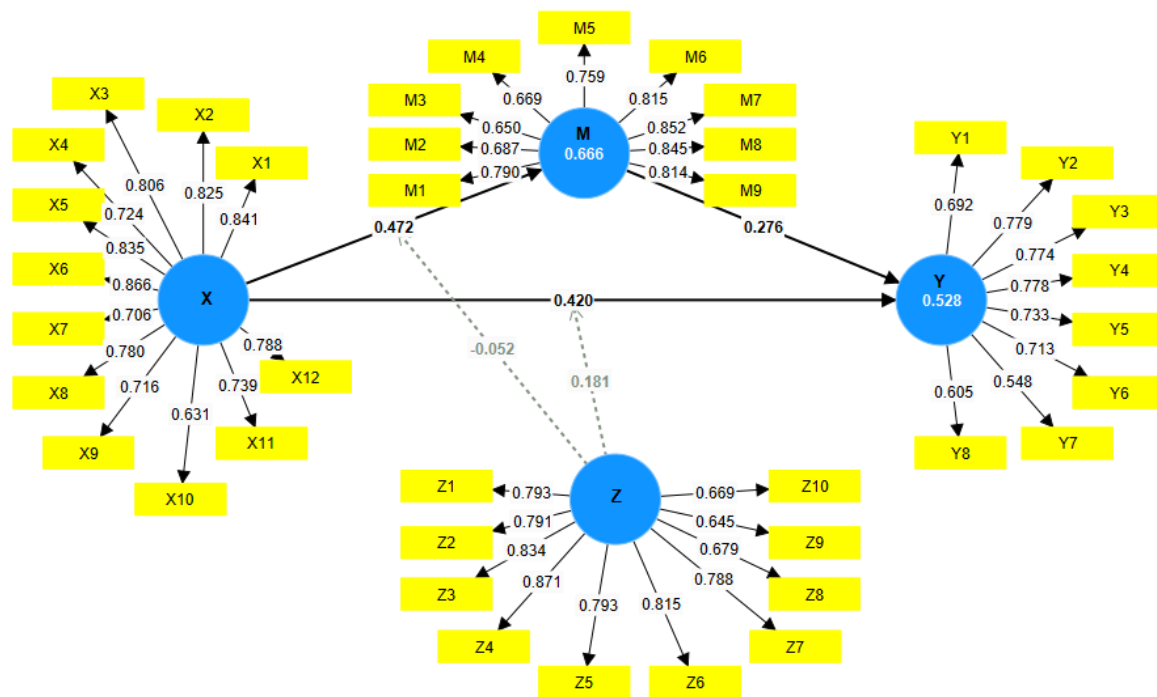 M5
M4
M6
X3
0.759
M3
0.669
0.815
M7
X2
M
0.650
0.852
X4
M2
0.687
0.666
0.845
M8
Y1
Y2
X1
0.790
0.814
M1
M9
0.806
0.825
X5
0.724
0.841
0.692
0.779
Y3
0.472
0.276
0.835
0.774
X6
Y4
0.866
0.778
X
0.420
Y
0.528
X7
0.706
0.733
Y5
0.780
0.788
-0.052
0.713
X8
0.716
0.739
X12
0.181
0.605
0.548
Y6
0.631
X9
X11
Y8
Y7
X10
Z1
0.793
Z
0.669
Z10
0.791
0.645
Z2
0.834
0.679
Z9
0.871
0.788
Z3
0.793
0.815
Z8
Z4
Z7
Z5
Z6